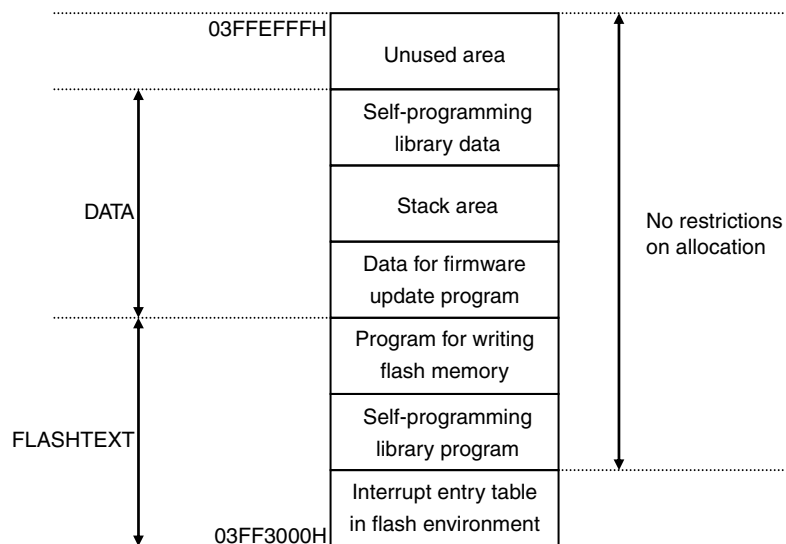 03FFEFFFH
Unused area
Self-programming
library data
DATA
Stack area
No restrictions
on allocation
Data for firmware
update program
Program for writing
flash memory
FLASHTEXT
Self-programming
library program
Interrupt entry table
in flash environment
03FF3000H